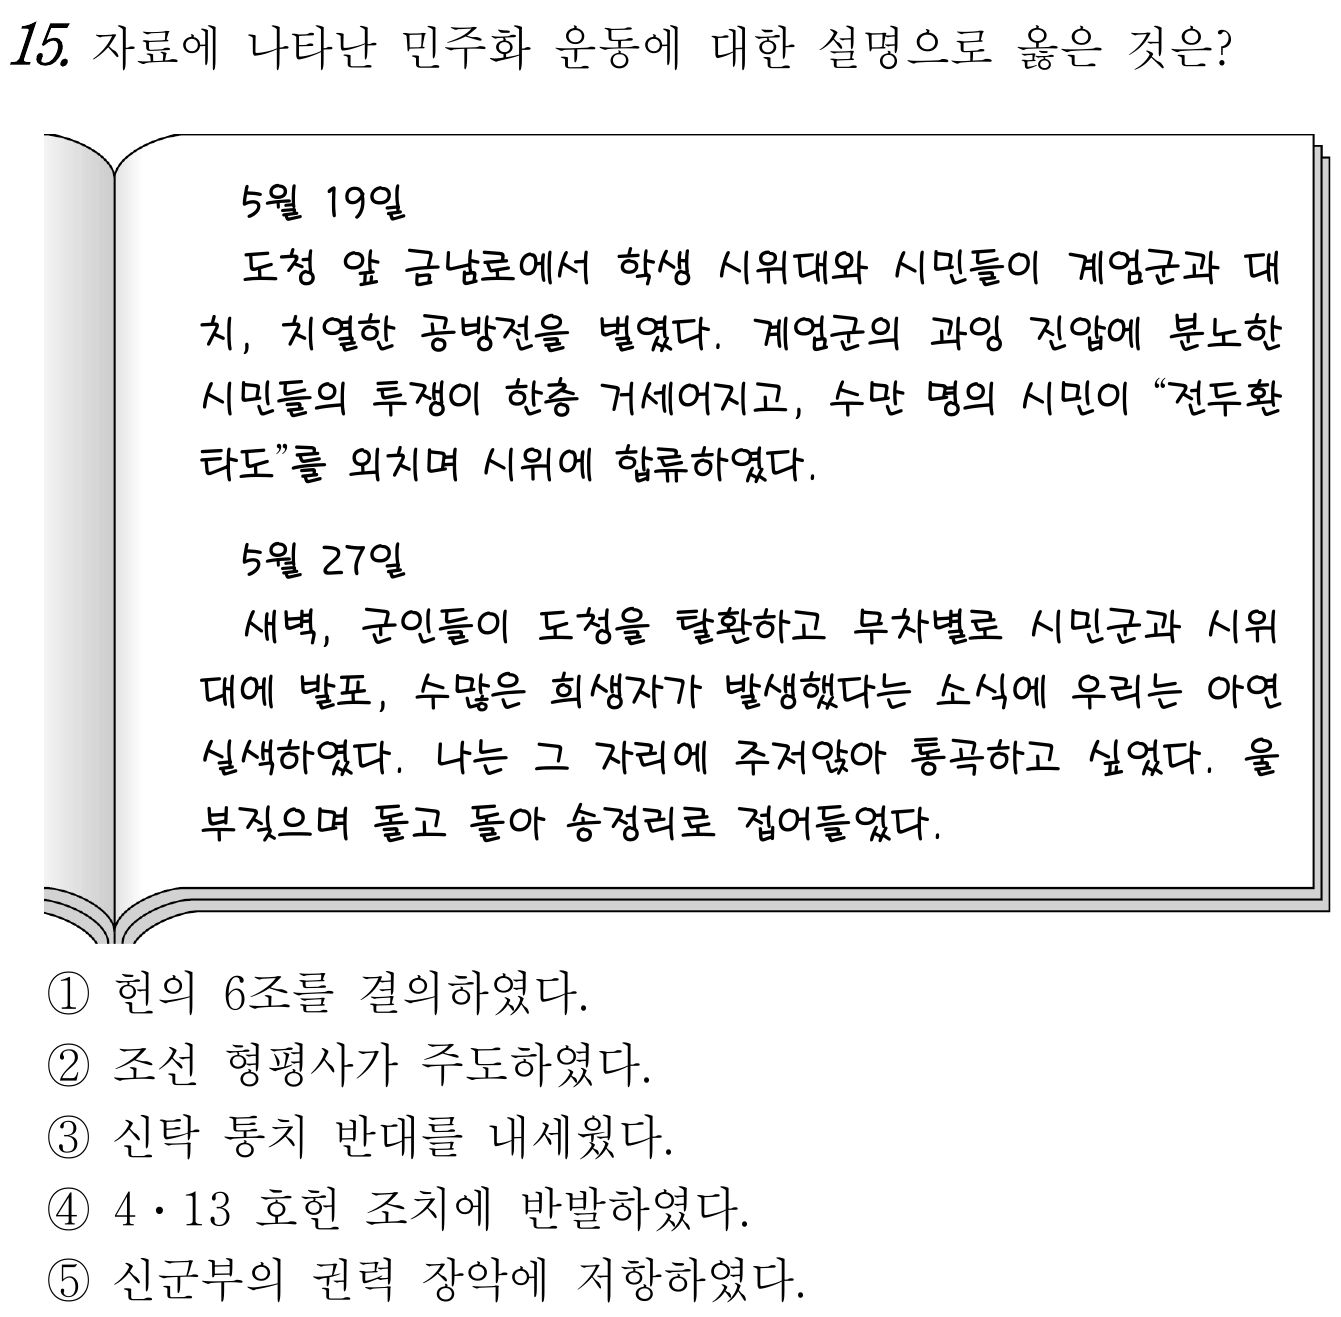 15. 자료에 나타난 민주화 운동에 대한 설명으로 옳은 것은?
5월 19일
도청 앞 금남로에서 학생 시위대와 시민들이 계엄군과 대
치, 치열한 공방전을 벌였다. 계엄군의 과잉 진압에 분노한
시민들의 투쟁이 한층 거세어지고, 수만 명의 시민이 “전두환
타도”를 외치며 시위에 합류하였다.
5월 27일
새벽, 군인들이 도청을 탈환하고 무차별로 시민군과 시위
대에 발포, 수많은 희생자가 발생했다는 소식에 우리는 아연
실색하였다. 나는 그 자리에 주저앉아 통곡하고 싶었다. 울
부짖으며 돌고 돌아 송정리로 접어들었다.
① 헌의 6조를 결의하였다.
② 조선 형평사가 주도하였다.
③ 신탁 통치 반대를 내세웠다.
④ 4·13 호헌 조치에 반발하였다.
⑤ 신군부의 권력 장악에 저항하였다.